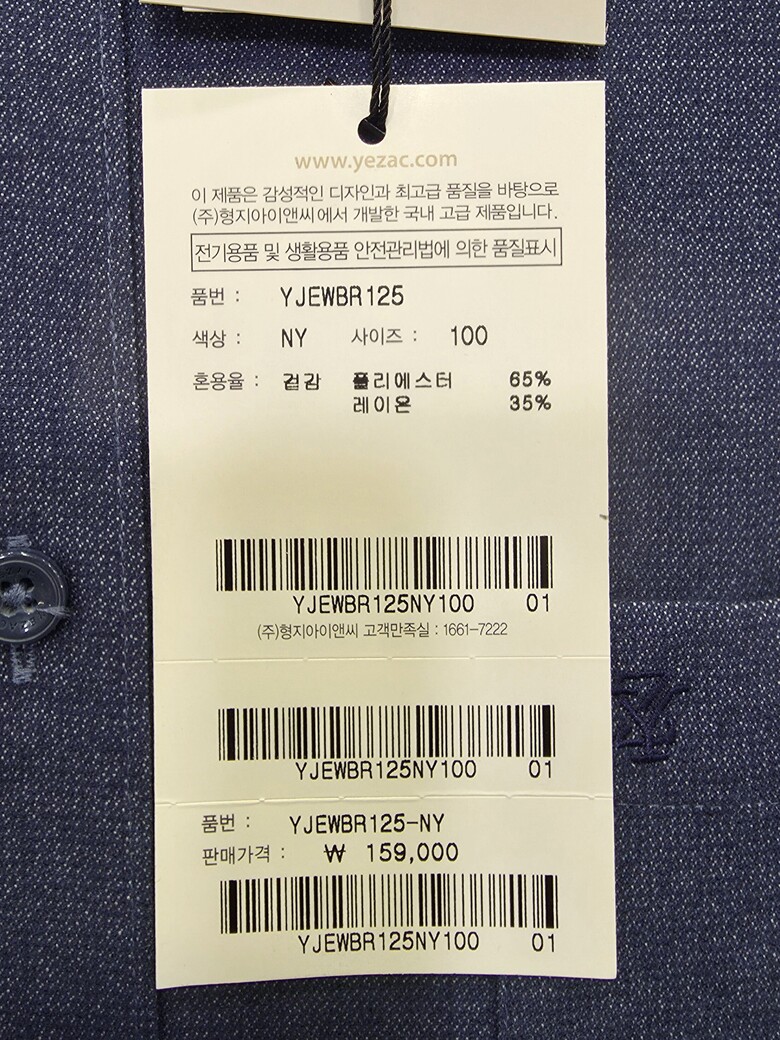 www.yezac.com
이 제품은 감성적인 디자인과 최고급 품질을 바탕으로
(주)형지아이앤씨에서 개발한 국내 고급 제품입니다.
전기용품 및 생활용품 안전관리법에 의한 품질표시
품번 : YJEWBR125
색상 : NY 사이즈 : 100
혼용율 : 겉감 폴리에스터 65%
레이온 35%
YJEWBR125NY100 01
(주)형지아이앤씨 고객만족실 : 1661-7222
YJEWBR125NY100 01
품번 : YJEWBR125-NY
판매가격 : ₩ 159,000
YJEWBR125NY100 01